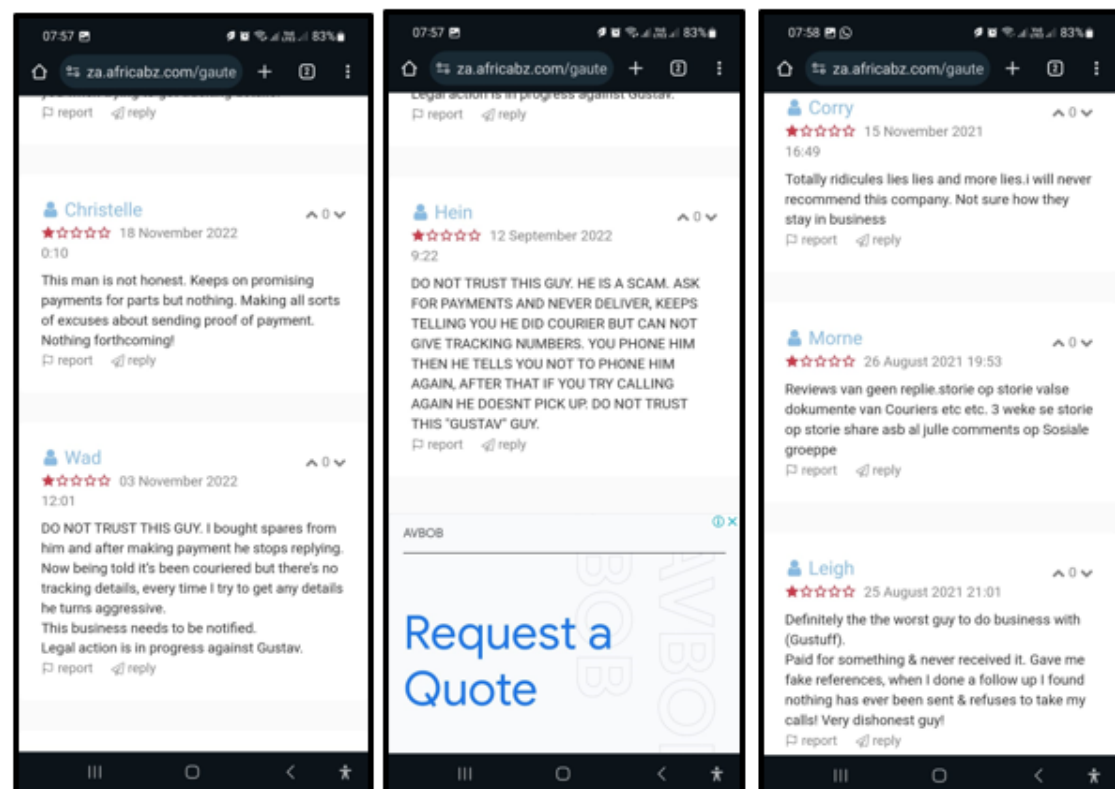 07:57
83%
za.africabz.com/gaute
2
report reply
Christelle
0
18 November 2022
0:10
This man is not honest. Keeps on promising
payments for parts but nothing. Making all sorts
of excuses about sending proof of payment.
Nothing forthcoming!
report reply
Wad
0
03 November 2022
12:01
DO NOT TRUST THIS GUY. I bought spares from
him and after making payment he stops replying.
Now being told it's been couriered but there's no
tracking details, every time I try to get any details
he turns aggressive.
This business needs to be notified.
Legal action is in progress against Gustav.
report reply
07:57
83%
za.africabz.com/gaute
2
Legal action is in progress against Gustav.
report reply
Hein
0
12 September 2022
9:22
DO NOT TRUST THIS GUY. HE IS A SCAM. ASK
FOR PAYMENTS AND NEVER DELIVER, KEEPS
TELLING YOU HE DID COURIER BUT CAN NOT
GIVE TRACKING NUMBERS. YOU PHONE HIM
THEN HE TELLS YOU NOT TO PHONE HIM
AGAIN, AFTER THAT IF YOU TRY CALLING
AGAIN HE DOESNT PICK UP. DO NOT TRUST
THIS "GUSTAV" GUY.
report reply
AVBOB
AVBOB
BOB
Request a
Quote
07:58
83%
za.africabz.com/gaute
2
Corry
0
15 November 2021
16:49
Totally ridicules lies lies and more lies.i will never
recommend this company. Not sure how they
stay in business
report reply
Morne
0
26 August 2021 19:53
Reviews van geen replie.storie op storie valse
dokumente van Couriers etc etc. 3 weke se storie
op storie share asb al julle comments op Sosiale
groeppe
report reply
Leigh
0
25 August 2021 21:01
Definitely the the worst guy to do business with
(Gustuff).
Paid for something & never received it. Gave me
fake references, when I done a follow up I found
nothing has ever been sent & refuses to take my
calls! Very dishonest guy!
report reply